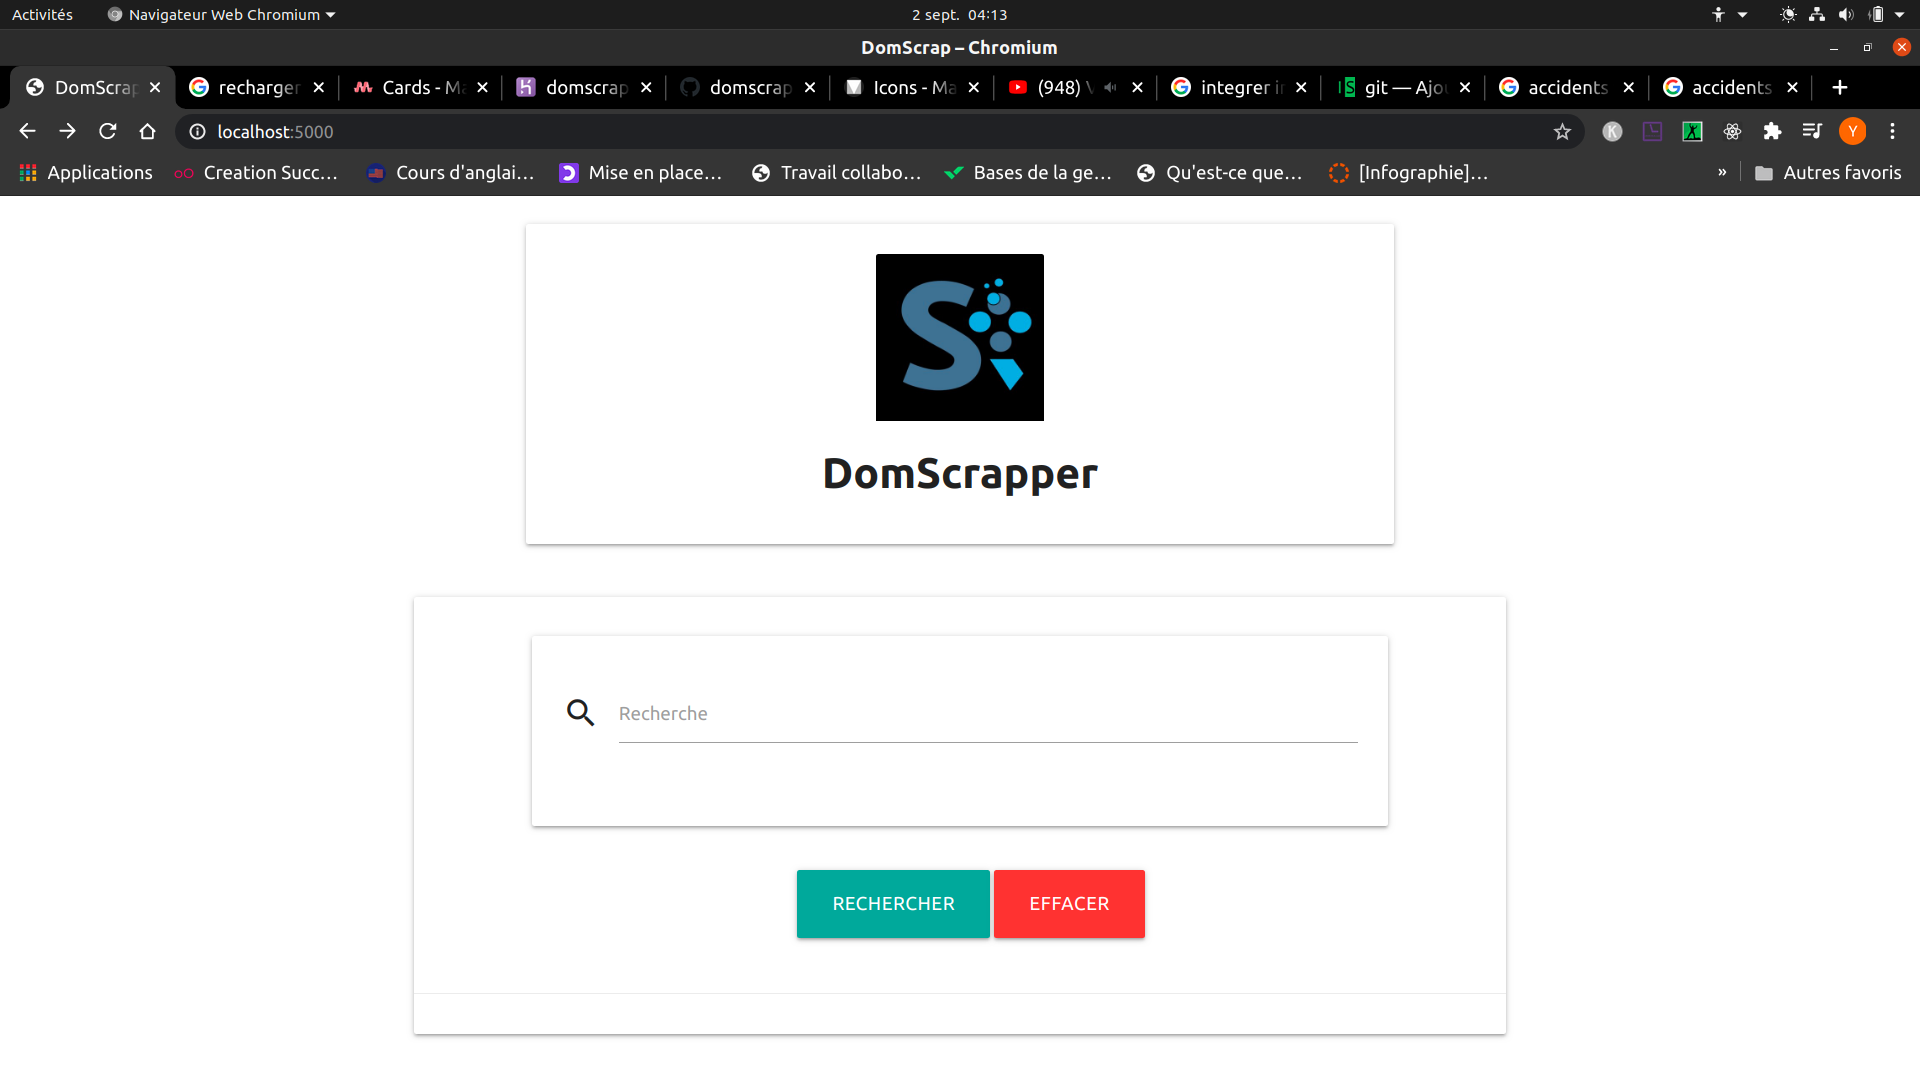 Activités Navigateur Web Chromium 2 sept. 04:13
DomScrap – Chromium
DomScrap recharger Cards - Ma domscrap domscrap Icons - Ma (948) integrer git — Ajou accidents accidents
localhost:5000
Applications Creation Succ… Cours d'anglai… Mise en place… Travail collabo… Bases de la ge… Qu'est-ce que… [Infographie]… » Autres favoris
DomScrapper
Recherche
RECHERCHER EFFACER